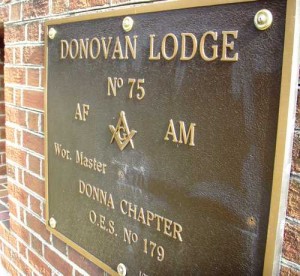 DONOVAN LODGE
Nº 75
AF AM
G
Wor. Master
DONNA CHAPTER
O.E.S. Nº 179